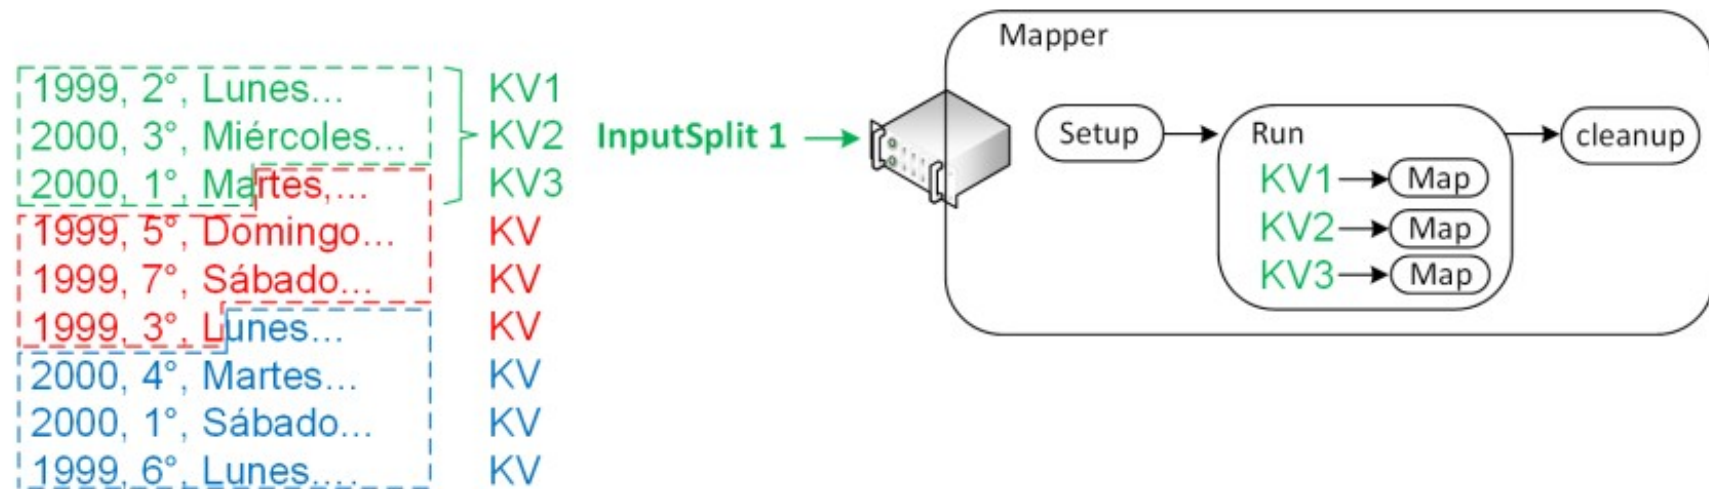 1999, 2°, Lunes...
2000, 3°, Miércoles...
2000, 1°, Martes,...
1999, 5°, Domingo...
1999, 7°, Sábado...
1999, 3°, Lunes...
2000, 4°, Martes...
2000, 1°, Sábado...
1999, 6°, Lunes....
KV1
KV2
KV3
KV
KV
KV
KV
KV
KV
InputSplit 1
Mapper
Setup
Run
KV1 Map
KV2 Map
KV3 Map
cleanup